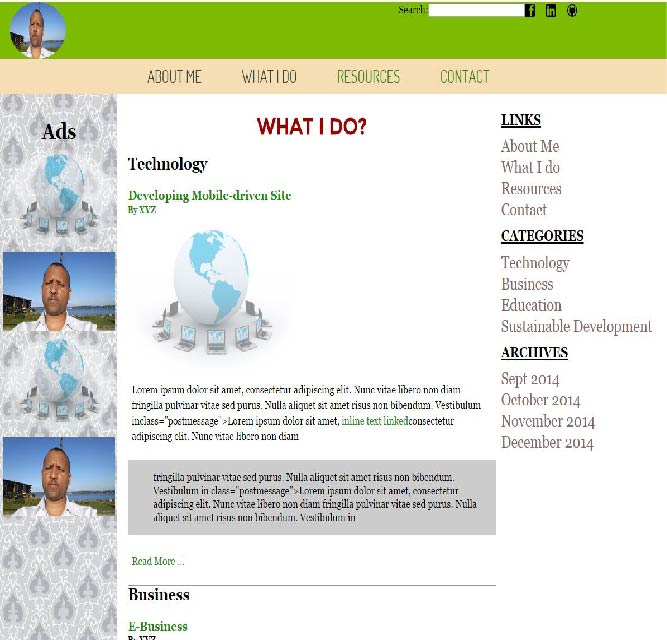 Search:
ABOUT ME WHAT I DO RESOURCES CONTACT
Ads
WHAT I DO?
Technology
Developing Mobile-driven Site
By XYZ
Lorem ipsum dolor sit amet, consectetur adipiscing elit. Nunc vitae libero non diam
fringilla pulvinar vitae sed purus. Nulla aliquet sit amet risus non bibendum. Vestibulum
inclass="postmessage">Lorem ipsum dolor sit amet, inline text linkedconsectetur
adipiscing elit. Nunc vitae libero non diam
fringilla pulvinar vitae sed purus. Nulla aliquet sit amet risus non bibendum.
Vestibulum in class="postmessage">Lorem ipsum dolor sit amet, consectetur
adipiscing elit. Nunc vitae libero non diam fringilla pulvinar vitae sed purus. Nulla
aliquet sit amet risus non bibendum. Vestibulum in
Read More ...
Business
E-Business
By XYZ
LINKS
About Me
What I do
Resources
Contact
CATEGORIES
Technology
Business
Education
Sustainable Development
ARCHIVES
Sept 2014
October 2014
November 2014
December 2014